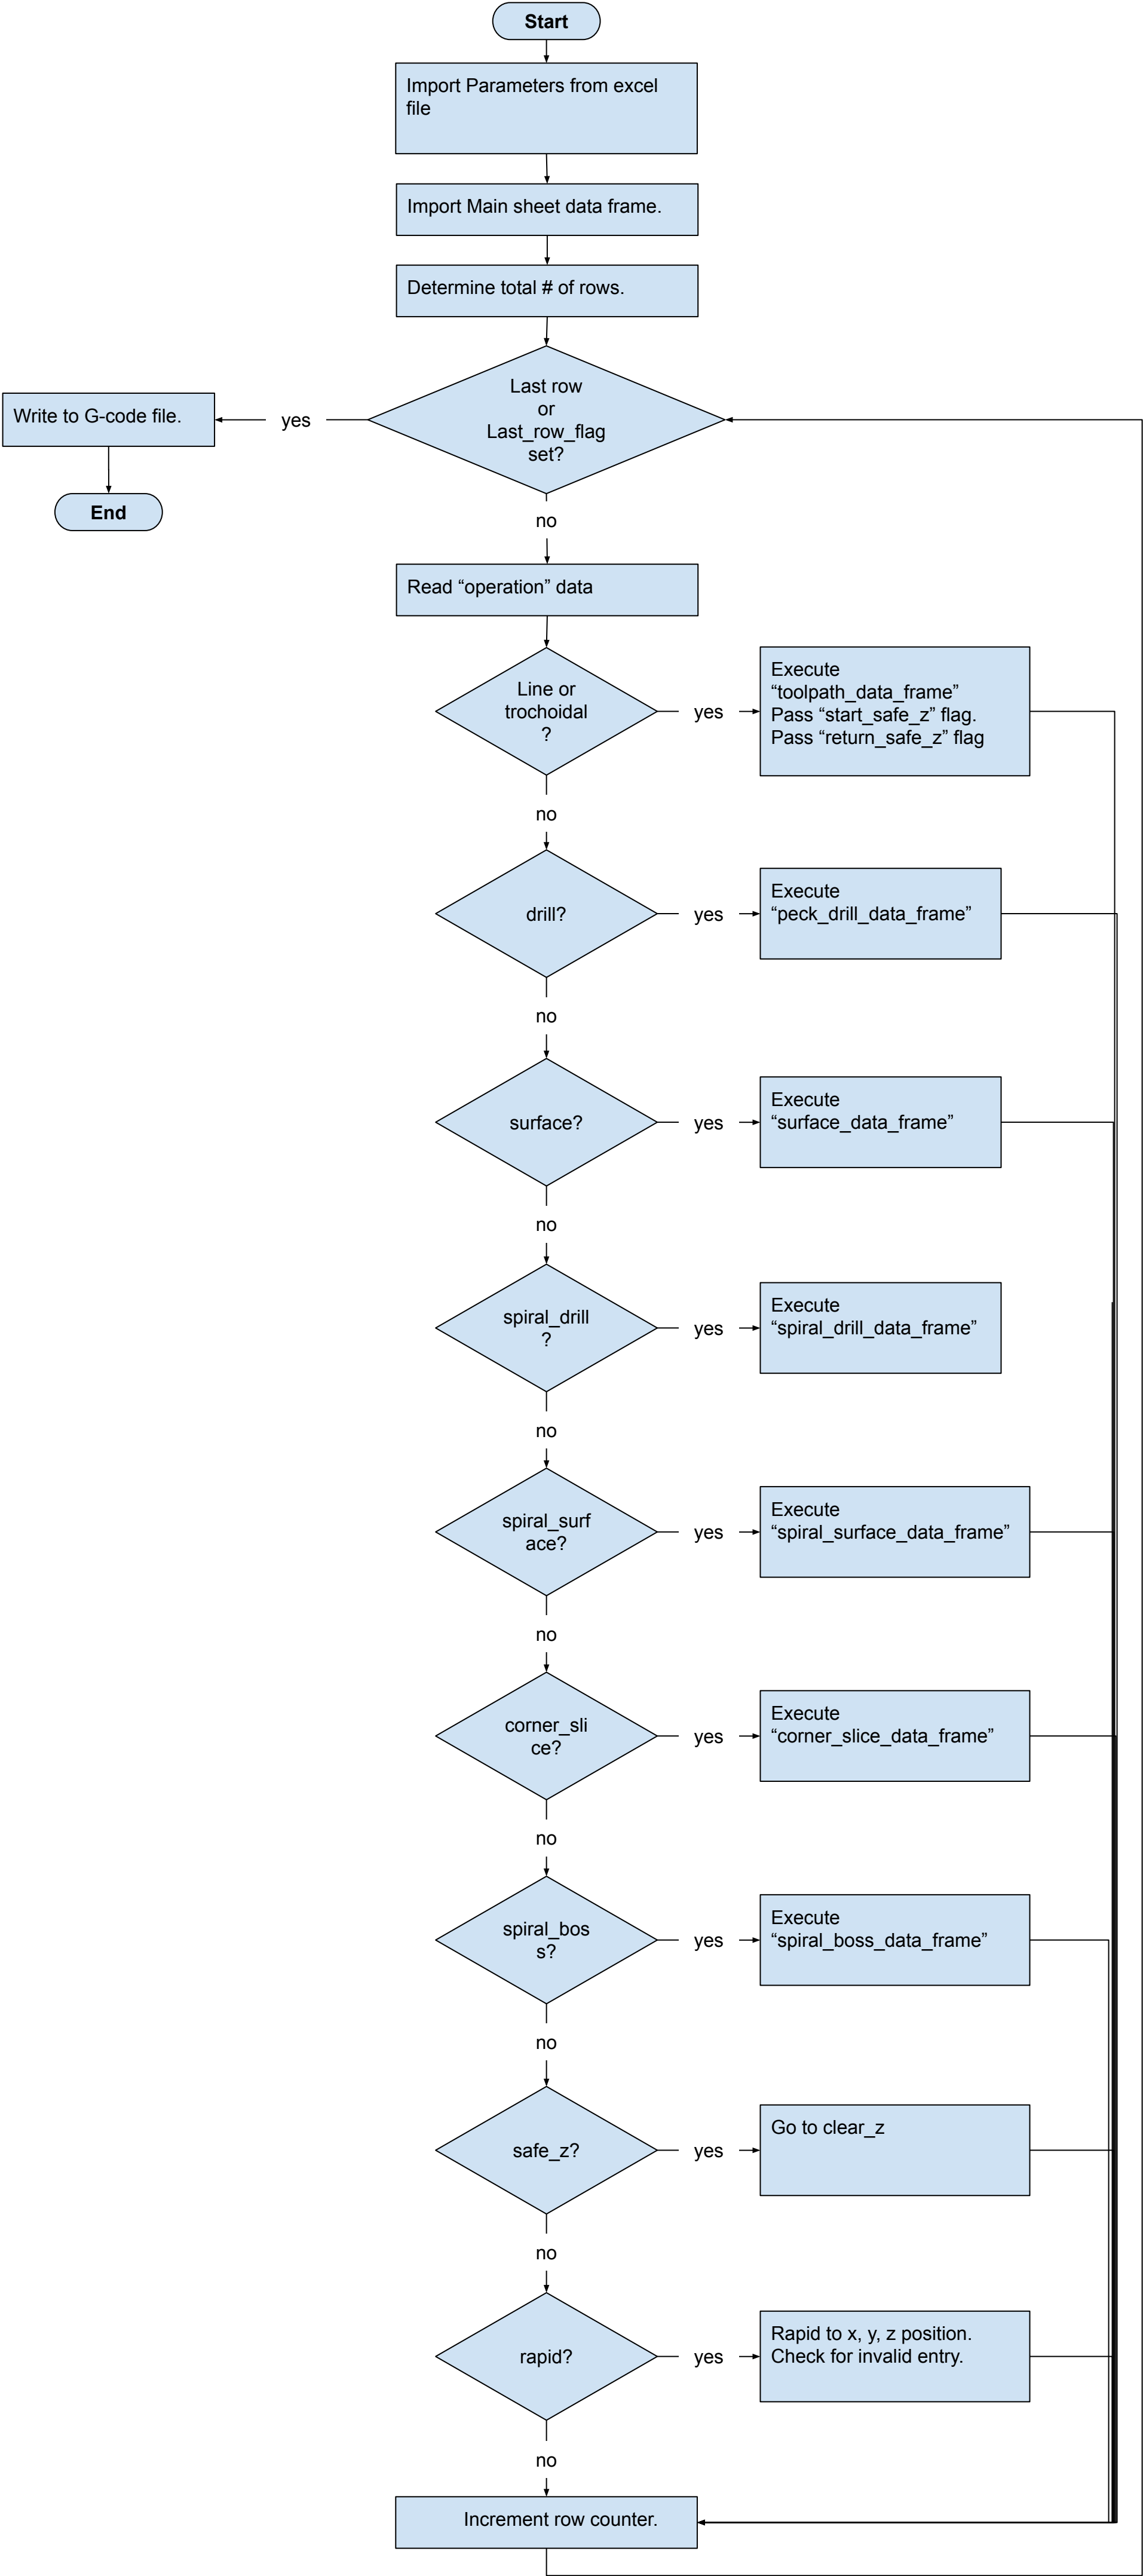 Start
Import Parameters from excel
file
Import Main sheet data frame.
Determine total # of rows.
Last row
or
Last_row_flag
set?
yes
Write to G-code file.
End
no
Read “operation” data
Line or
trochoidal
?
yes
Execute
“toolpath_data_frame”
Pass “start_safe_z” flag.
Pass “return_safe_z” flag
no
drill?
yes
Execute
“peck_drill_data_frame”
no
surface?
yes
Execute
“surface_data_frame”
no
spiral_drill
?
yes
Execute
“spiral_drill_data_frame”
no
spiral_surf
ace?
yes
Execute
“spiral_surface_data_frame”
no
corner_sli
ce?
yes
Execute
“corner_slice_data_frame”
no
spiral_bos
s?
yes
Execute
“spiral_boss_data_frame”
no
safe_z?
yes
Go to clear_z
no
rapid?
yes
Rapid to x, y, z position.
Check for invalid entry.
no
Increment row counter.